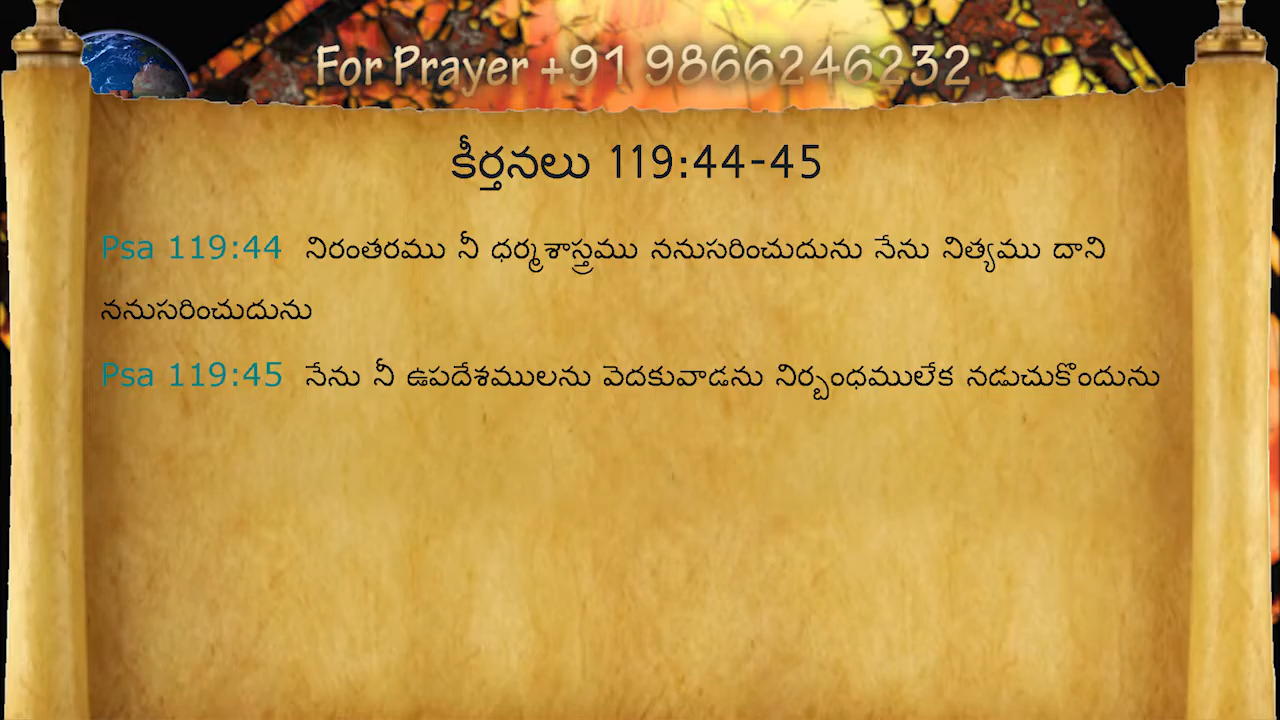 For Prayer +91 9866246232
కీర్తనలు 119:44-45
Psa 119:44 నిరంతరము నీ ధర్మశాస్త్రము ననుసరించుదును నేను నిత్యము దాని
ననుసరించుదును
Psa 119:45 నేను నీ ఉపదేశములను వెదకువాడను నిర్బంధములేక నడుచుకొందును